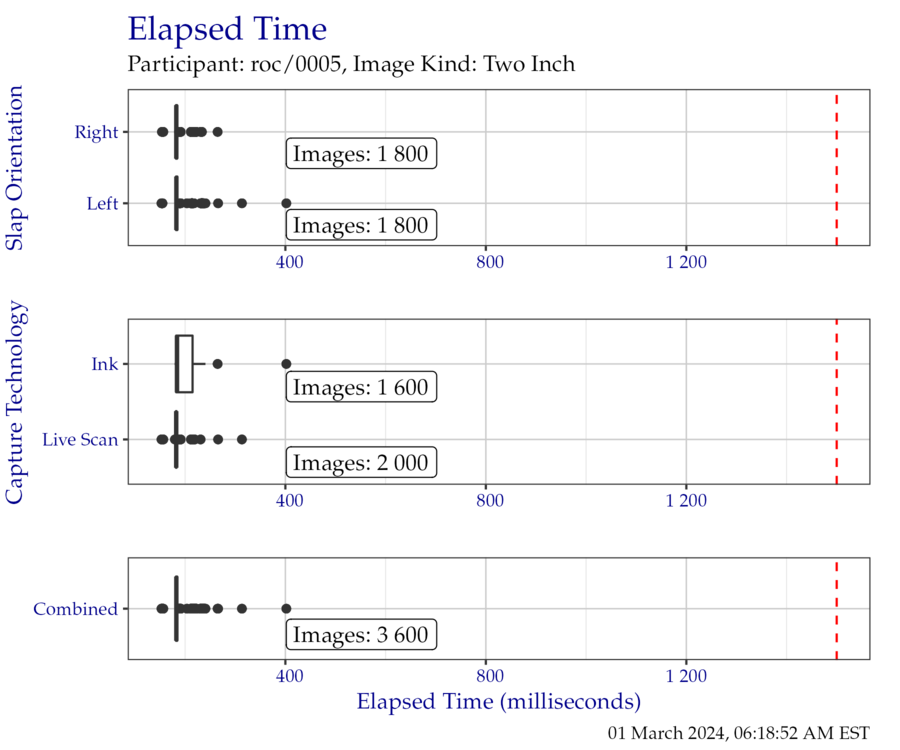 Elapsed Time
Participant: roc/0005, Image Kind: Two Inch
Slap Orientation
Right
Images: 1 800
Left
Images: 1 800
400 800 1 200
Capture Technology
Ink
Images: 1 600
Live Scan
Images: 2 000
400 800 1 200
Combined
Images: 3 600
400 800 1 200
Elapsed Time (milliseconds)
01 March 2024, 06:18:52 AM EST